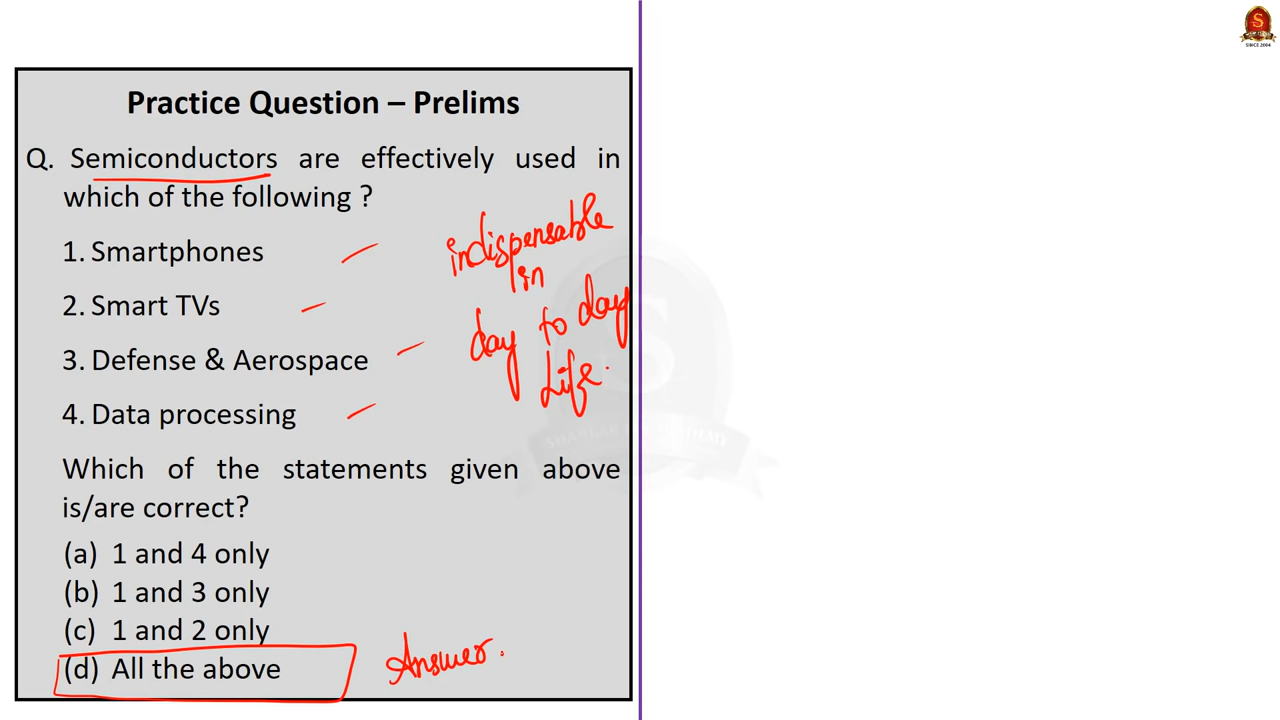 Practice Question – Prelims
Q. Semiconductors are effectively used in
which of the following ?
1. Smartphones
2. Smart TVs
3. Defense & Aerospace
4. Data processing
indispensable
in
day to day
Life.
Which of the statements given above
is/are correct?
(a) 1 and 4 only
(b) 1 and 3 only
(c) 1 and 2 only
(d) All the above
Answer.
S
SINCE 2004